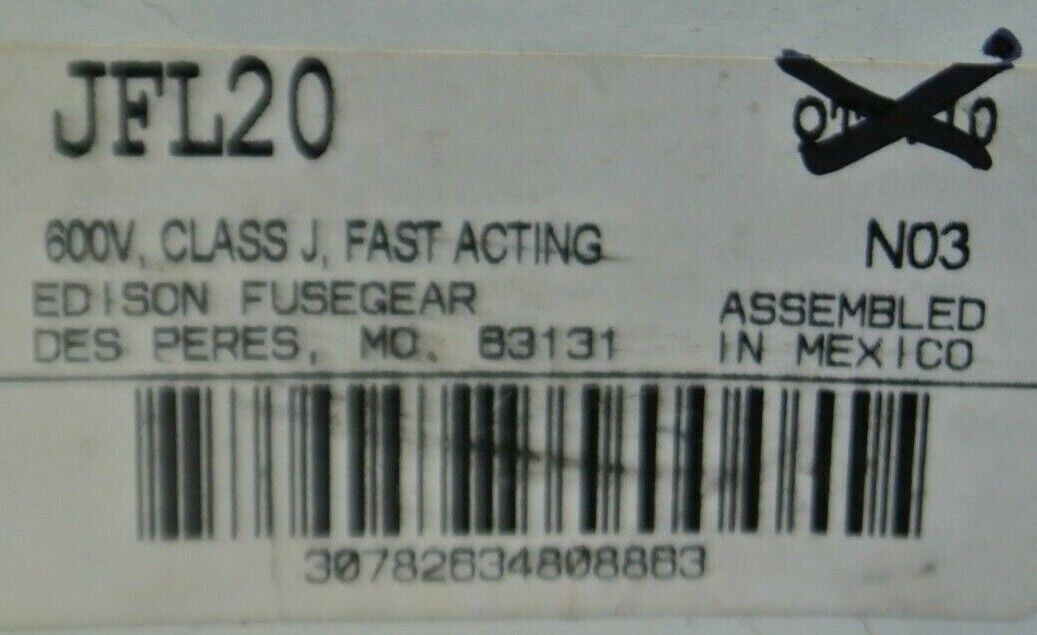 JFL20
600V, CLASS J, FAST ACTING
N03
EDISON FUSEGEAR
DES PERES, MO. 63131
ASSEMBLED
IN MEXICO
30782634808863